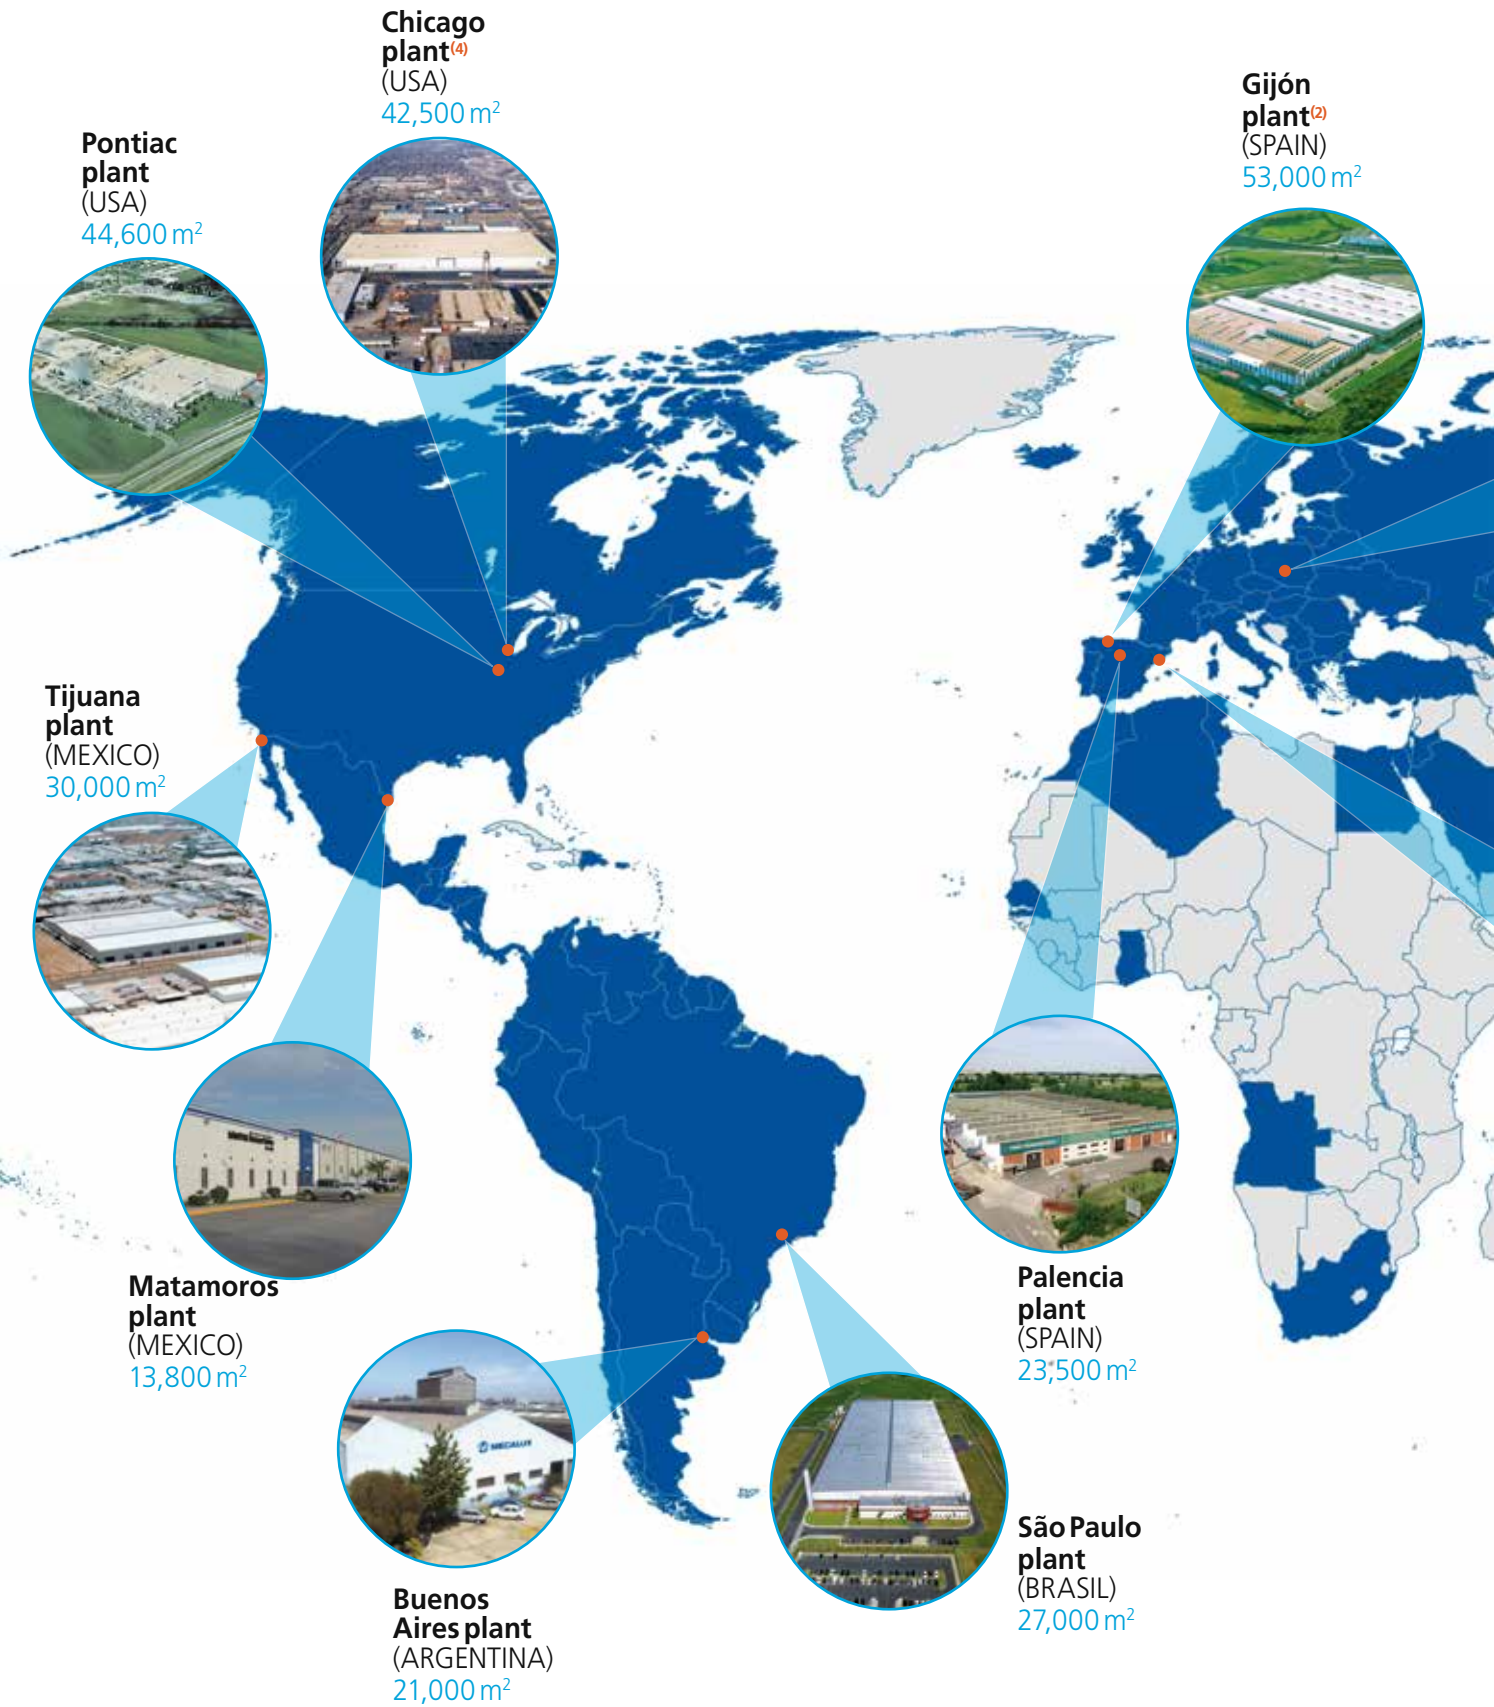 Chicago
plant(4)
(USA)
42,500 m²
Gijón
plant(2)
(SPAIN)
53,000 m²
Pontiac
plant
(USA)
44,600 m²
Tijuana
plant
(MEXICO)
30,000 m²
Matamoros
plant
(MEXICO)
13,800 m²
Palencia
plant
(SPAIN)
23,500 m²
MECALUX
São Paulo
plant
(BRASIL)
27,000 m²
Buenos
Aires plant
(ARGENTINA)
21,000 m²